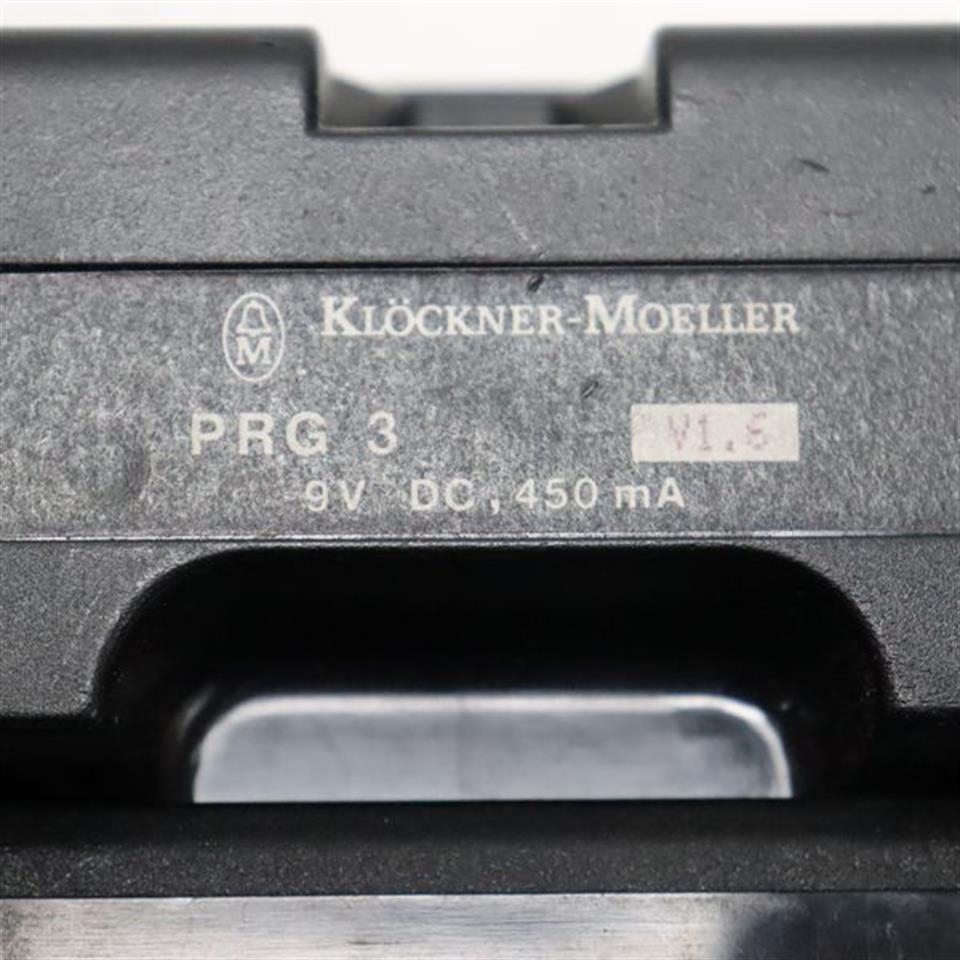 M KLÖCKNER-MOELLER
PRG 3 V1.6
9V DC, 450 mA